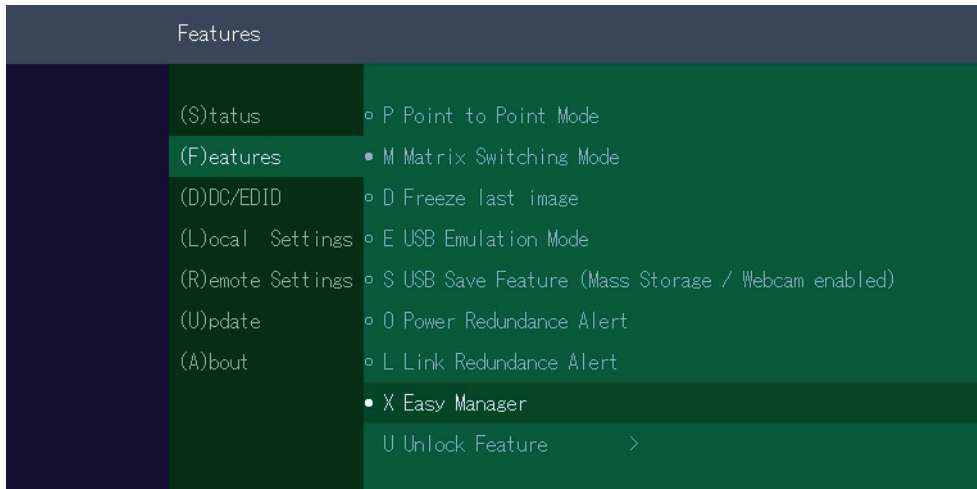 Features
(S)tatus
(F)eatures
(D)DC/EDID
(L)ocal Settings
(R)emote Settings
(U)pdate
(A)bout
P Point to Point Mode
M Matrix Switching Mode
D Freeze last image
E USB Emulation Mode
S USB Save Feature (Mass Storage / Webcam enabled)
O Power Redundance Alert
L Link Redundance Alert
X Easy Manager
U Unlock Feature >